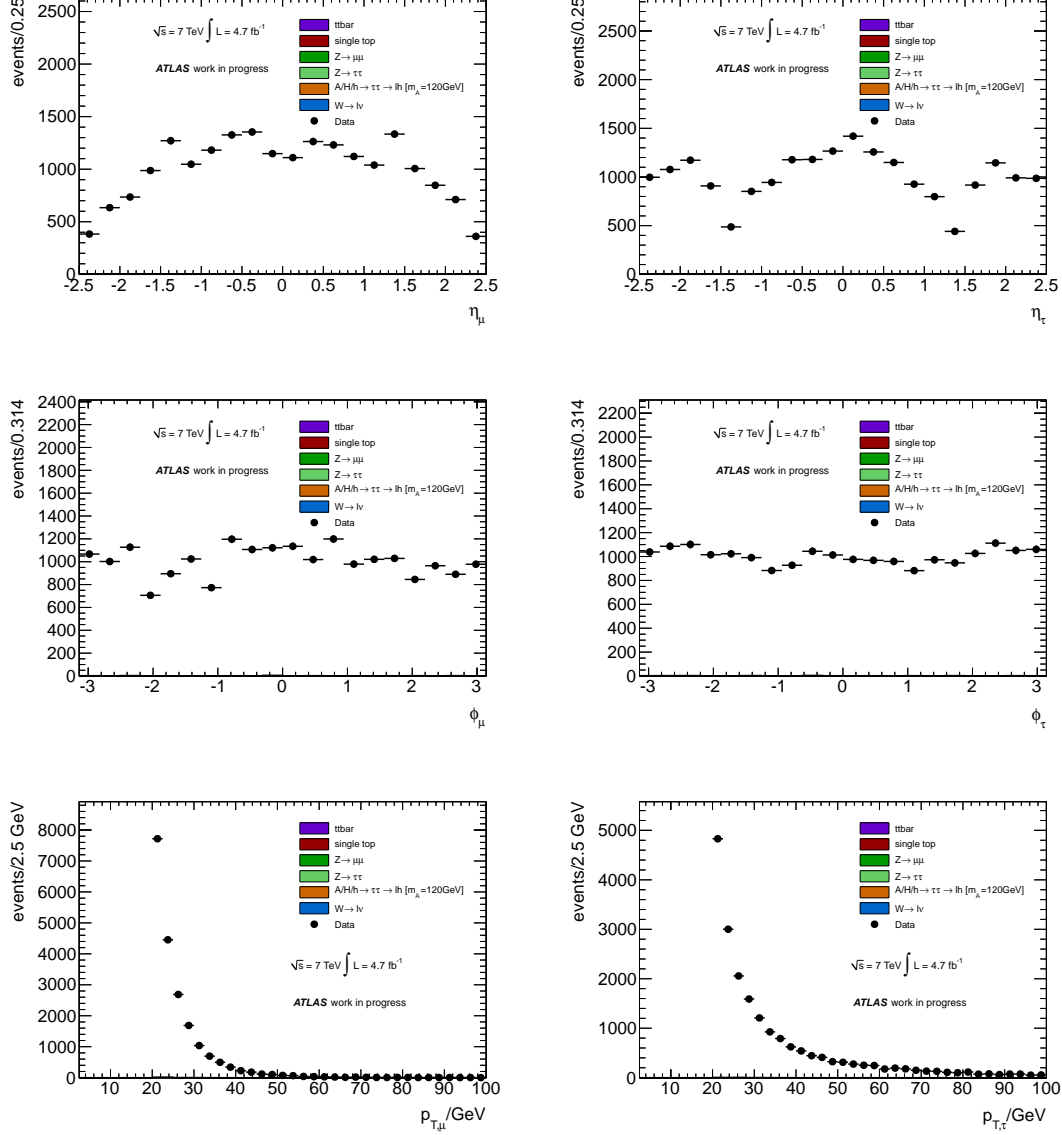 events/0.25
2500
2000
1500
1000
500
0
√s = 7 TeV ∫ L = 4.7 fb⁻¹
ATLAS work in progress
ttbar
single top
Z→μμ
Z→ττ
A/H/h→ττ→lh [m_A=120GeV]
W→lν
Data
-2.5 -2 -1.5 -1 -0.5 0 0.5 1 1.5 2 2.5
η_μ
events/0.25
2500
2000
1500
1000
500
0
√s = 7 TeV ∫ L = 4.7 fb⁻¹
ATLAS work in progress
ttbar
single top
Z→μμ
Z→ττ
A/H/h→ττ→lh [m_A=120GeV]
W→lν
Data
-2.5 -2 -1.5 -1 -0.5 0 0.5 1 1.5 2 2.5
η_τ
events/0.314
2400
2200
2000
1800
1600
1400
1200
1000
800
600
400
200
0
√s = 7 TeV ∫ L = 4.7 fb⁻¹
ATLAS work in progress
ttbar
single top
Z→μμ
Z→ττ
A/H/h→ττ→lh [m_A=120GeV]
W→lν
Data
-3 -2 -1 0 1 2 3
ϕ_μ
events/0.314
2200
2000
1800
1600
1400
1200
1000
800
600
400
200
0
√s = 7 TeV ∫ L = 4.7 fb⁻¹
ATLAS work in progress
ttbar
single top
Z→μμ
Z→ττ
A/H/h→ττ→lh [m_A=120GeV]
W→lν
Data
-3 -2 -1 0 1 2 3
ϕ_τ
events/2.5 GeV
8000
7000
6000
5000
4000
3000
2000
1000
0
ttbar
single top
Z→μμ
Z→ττ
A/H/h→ττ→lh [m_A=120GeV]
W→lν
Data
√s = 7 TeV ∫ L = 4.7 fb⁻¹
ATLAS work in progress
10 20 30 40 50 60 70 80 90 100
p_T,μ/GeV
events/2.5 GeV
5000
4000
3000
2000
1000
0
ttbar
single top
Z→μμ
Z→ττ
A/H/h→ττ→lh [m_A=120GeV]
W→lν
Data
√s = 7 TeV ∫ L = 4.7 fb⁻¹
ATLAS work in progress
10 20 30 40 50 60 70 80 90 100
p_T,τ/GeV